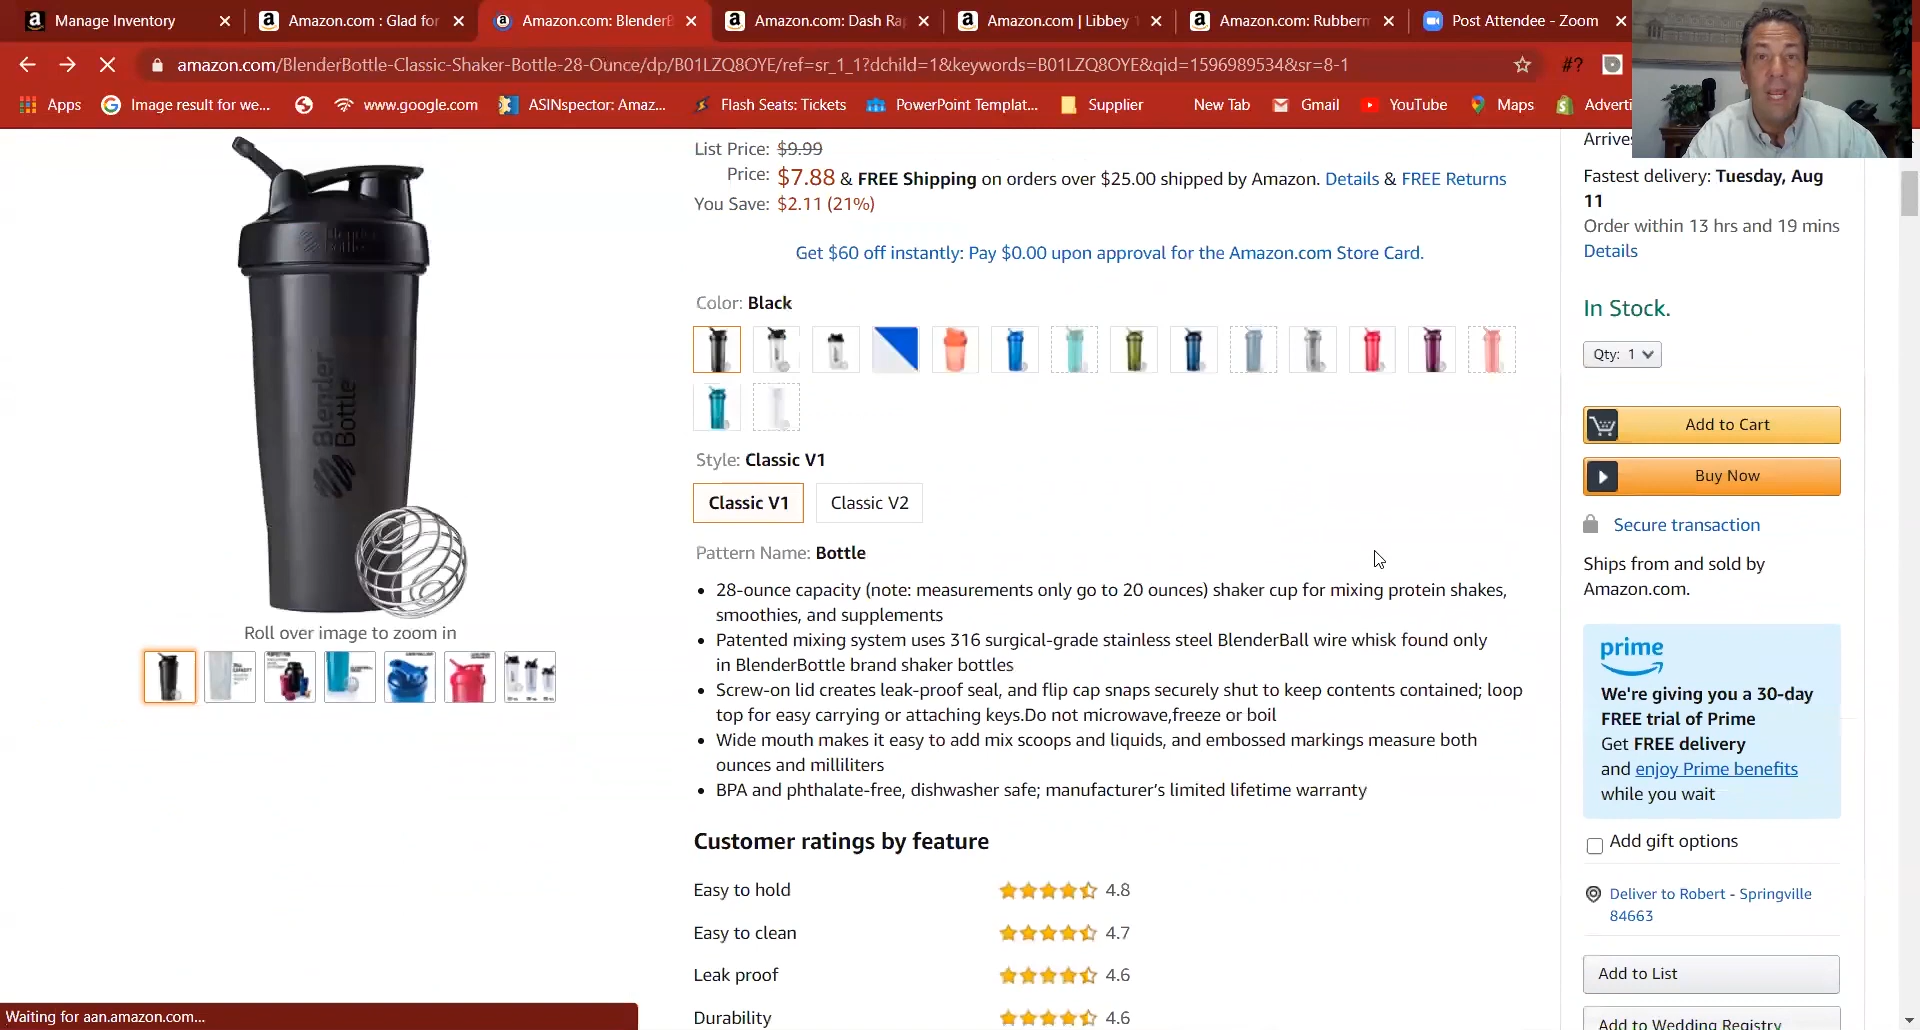 Manage Inventory
Amazon.com : Glad for
Amazon.com: BlenderB
Amazon.com: Dash Ra
Amazon.com | Libbey
Amazon.com: Rubberm
Post Attendee - Zoom
amazon.com/BlenderBottle-Classic-Shaker-Bottle-28-Ounce/dp/B01LZQ8OYE/ref=sr_1_1?dchild=1&keywords=B01LZQ8OYE&qid=1596989534&sr=8-1
#?
Apps
Image result for we...
www.google.com
ASINspector: Amaz...
Flash Seats: Tickets
PowerPoint Templat...
Supplier
New Tab
Gmail
YouTube
Maps
Adverti
Blender
Bottle
Roll over image to zoom in
List Price: $9.99
Price: $7.88 & FREE Shipping on orders over $25.00 shipped by Amazon. Details & FREE Returns
You Save: $2.11 (21%)
Get $60 off instantly: Pay $0.00 upon approval for the Amazon.com Store Card.
Color: Black
Style: Classic V1
Classic V1
Classic V2
Pattern Name: Bottle
• 28-ounce capacity (note: measurements only go to 20 ounces) shaker cup for mixing protein shakes,
smoothies, and supplements
• Patented mixing system uses 316 surgical-grade stainless steel BlenderBall wire whisk found only
in BlenderBottle brand shaker bottles
• Screw-on lid creates leak-proof seal, and flip cap snaps securely shut to keep contents contained; loop
top for easy carrying or attaching keys.Do not microwave,freeze or boil
• Wide mouth makes it easy to add mix scoops and liquids, and embossed markings measure both
ounces and milliliters
• BPA and phthalate-free, dishwasher safe; manufacturer's limited lifetime warranty
Customer ratings by feature
Easy to hold 4.8
Easy to clean 4.7
Leak proof 4.6
Durability 4.6
Arrive
Fastest delivery: Tuesday, Aug
11
Order within 13 hrs and 19 mins
Details
In Stock.
Qty: 1
Add to Cart
Buy Now
Secure transaction
Ships from and sold by
Amazon.com.
prime
We're giving you a 30-day
FREE trial of Prime
Get FREE delivery
and enjoy Prime benefits
while you wait
Add gift options
Deliver to Robert - Springville
84663
Add to List
Add to Wedding Registry
Waiting for aan.amazon.com...